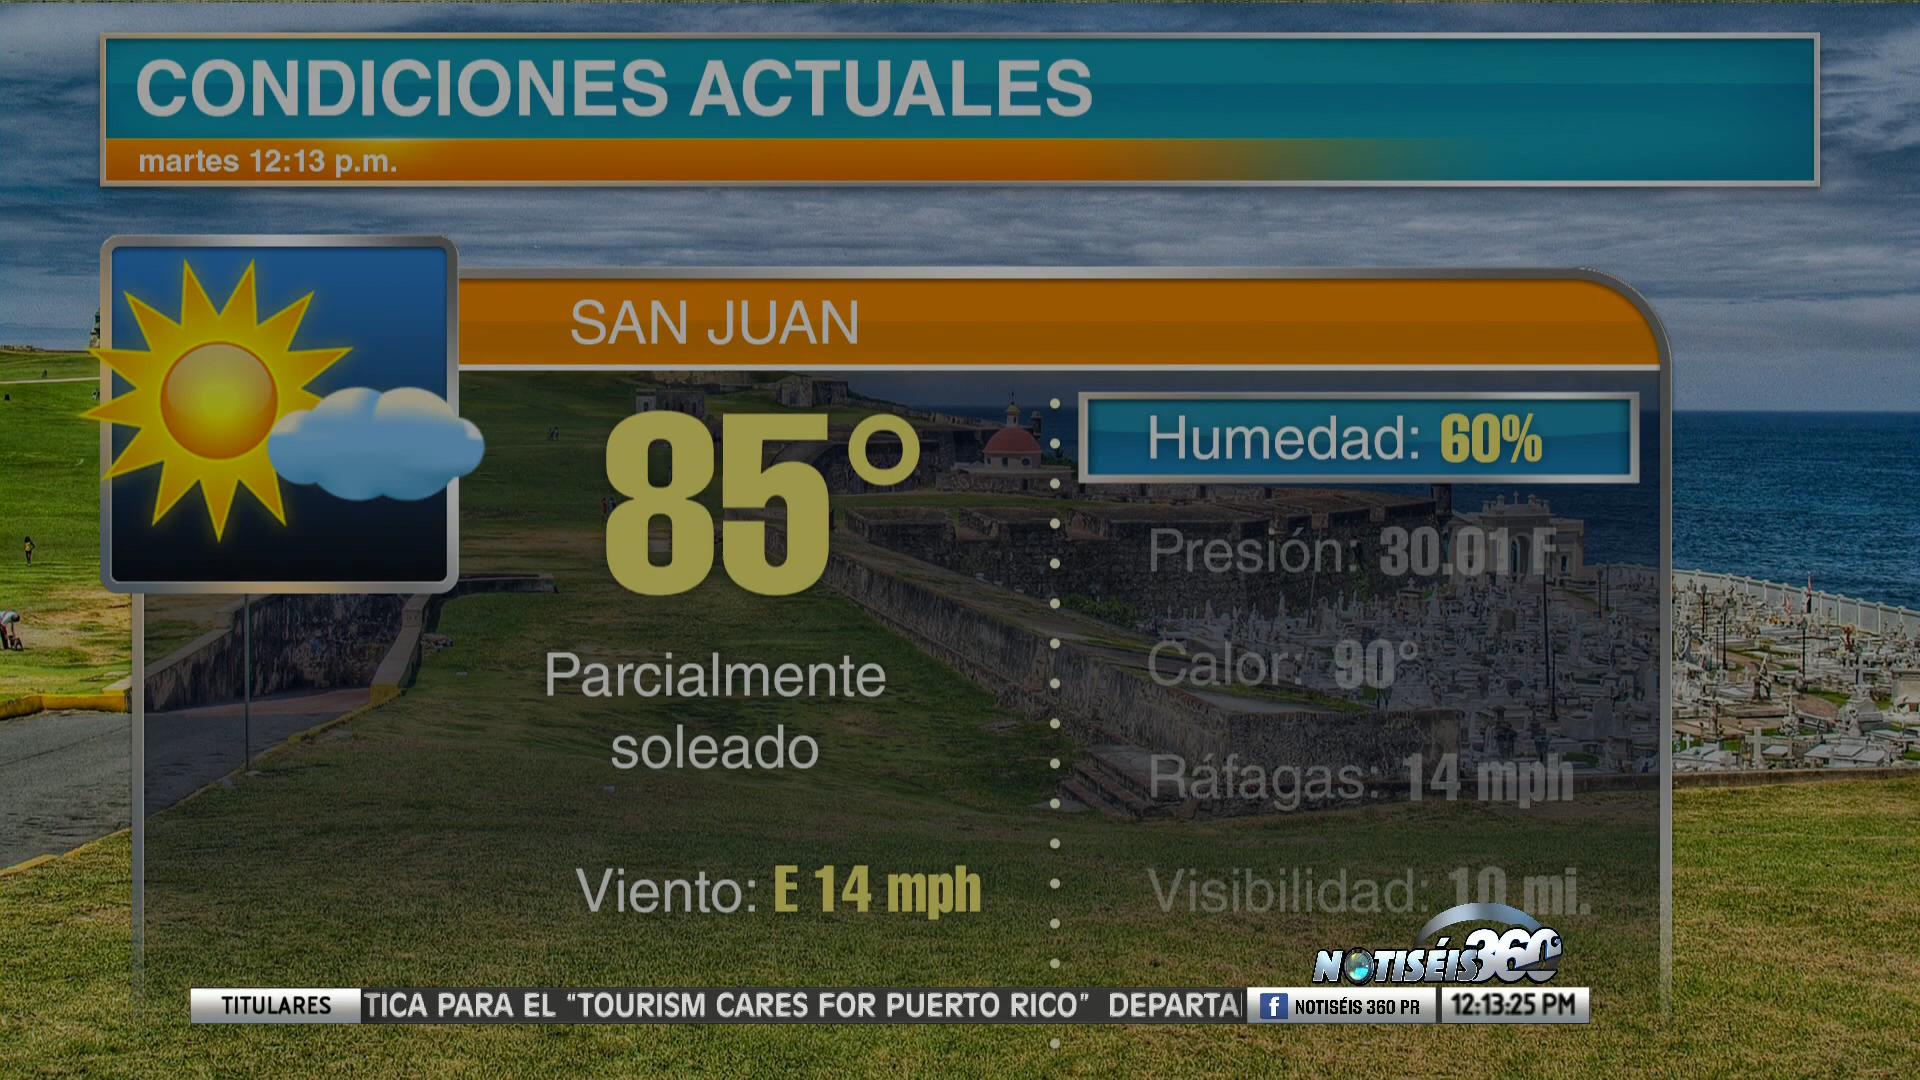 CONDICIONES ACTUALES
martes 12:13 p.m.
SAN JUAN
85°
Parcialmente
soleado
Viento: E 14 mph
Humedad: 60%
Presión: 30.01 F
Calor: 90°
Ráfagas: 14 mph
Visibilidad: 10 mi.
NOTISÉIS 360°
TITULARES
TICA PARA EL “TOURISM CARES FOR PUERTO RICO” DEPARTA
f NOTISÉIS 360 PR
12:13:25 PM